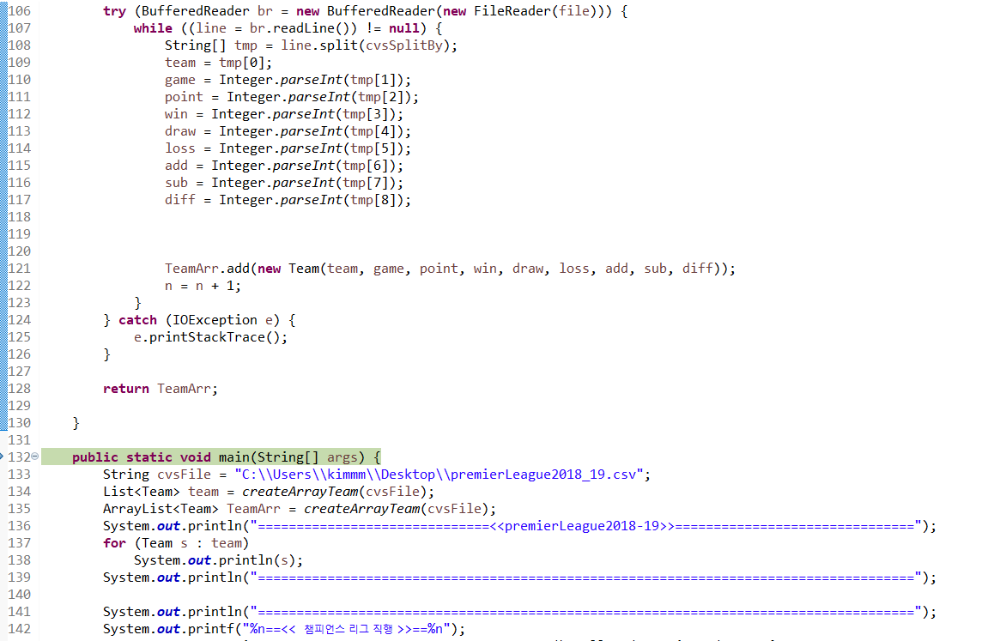 106 try (BufferedReader br = new BufferedReader(new FileReader(file))) {
107 while ((line = br.readLine()) != null) {
108 String[] tmp = line.split(cvsSplitBy);
109 team = tmp[0];
110 game = Integer.parseInt(tmp[1]);
111 point = Integer.parseInt(tmp[2]);
112 win = Integer.parseInt(tmp[3]);
113 draw = Integer.parseInt(tmp[4]);
114 loss = Integer.parseInt(tmp[5]);
115 add = Integer.parseInt(tmp[6]);
116 sub = Integer.parseInt(tmp[7]);
117 diff = Integer.parseInt(tmp[8]);
118
119
120
121 TeamArr.add(new Team(team, game, point, win, draw, loss, add, sub, diff));
122 n = n + 1;
123 }
124 } catch (IOException e) {
125 e.printStackTrace();
126 }
127
128 return TeamArr;
129
130 }
131
132 public static void main(String[] args) {
133 String cvsFile = "C:\\Users\\kimmm\\Desktop\\premierLeague2018_19.csv";
134 List<Team> team = createArrayTeam(cvsFile);
135 ArrayList<Team> TeamArr = createArrayTeam(cvsFile);
136 System.out.println("==============================<<premierLeague2018-19>>===============================");
137 for (Team s : team)
138 System.out.println(s);
139 System.out.println("=====================================================================================");
140
141 System.out.println("=====================================================================================");
142 System.out.printf("%n==<< 챔피언스 리그 직행 >>==%n");